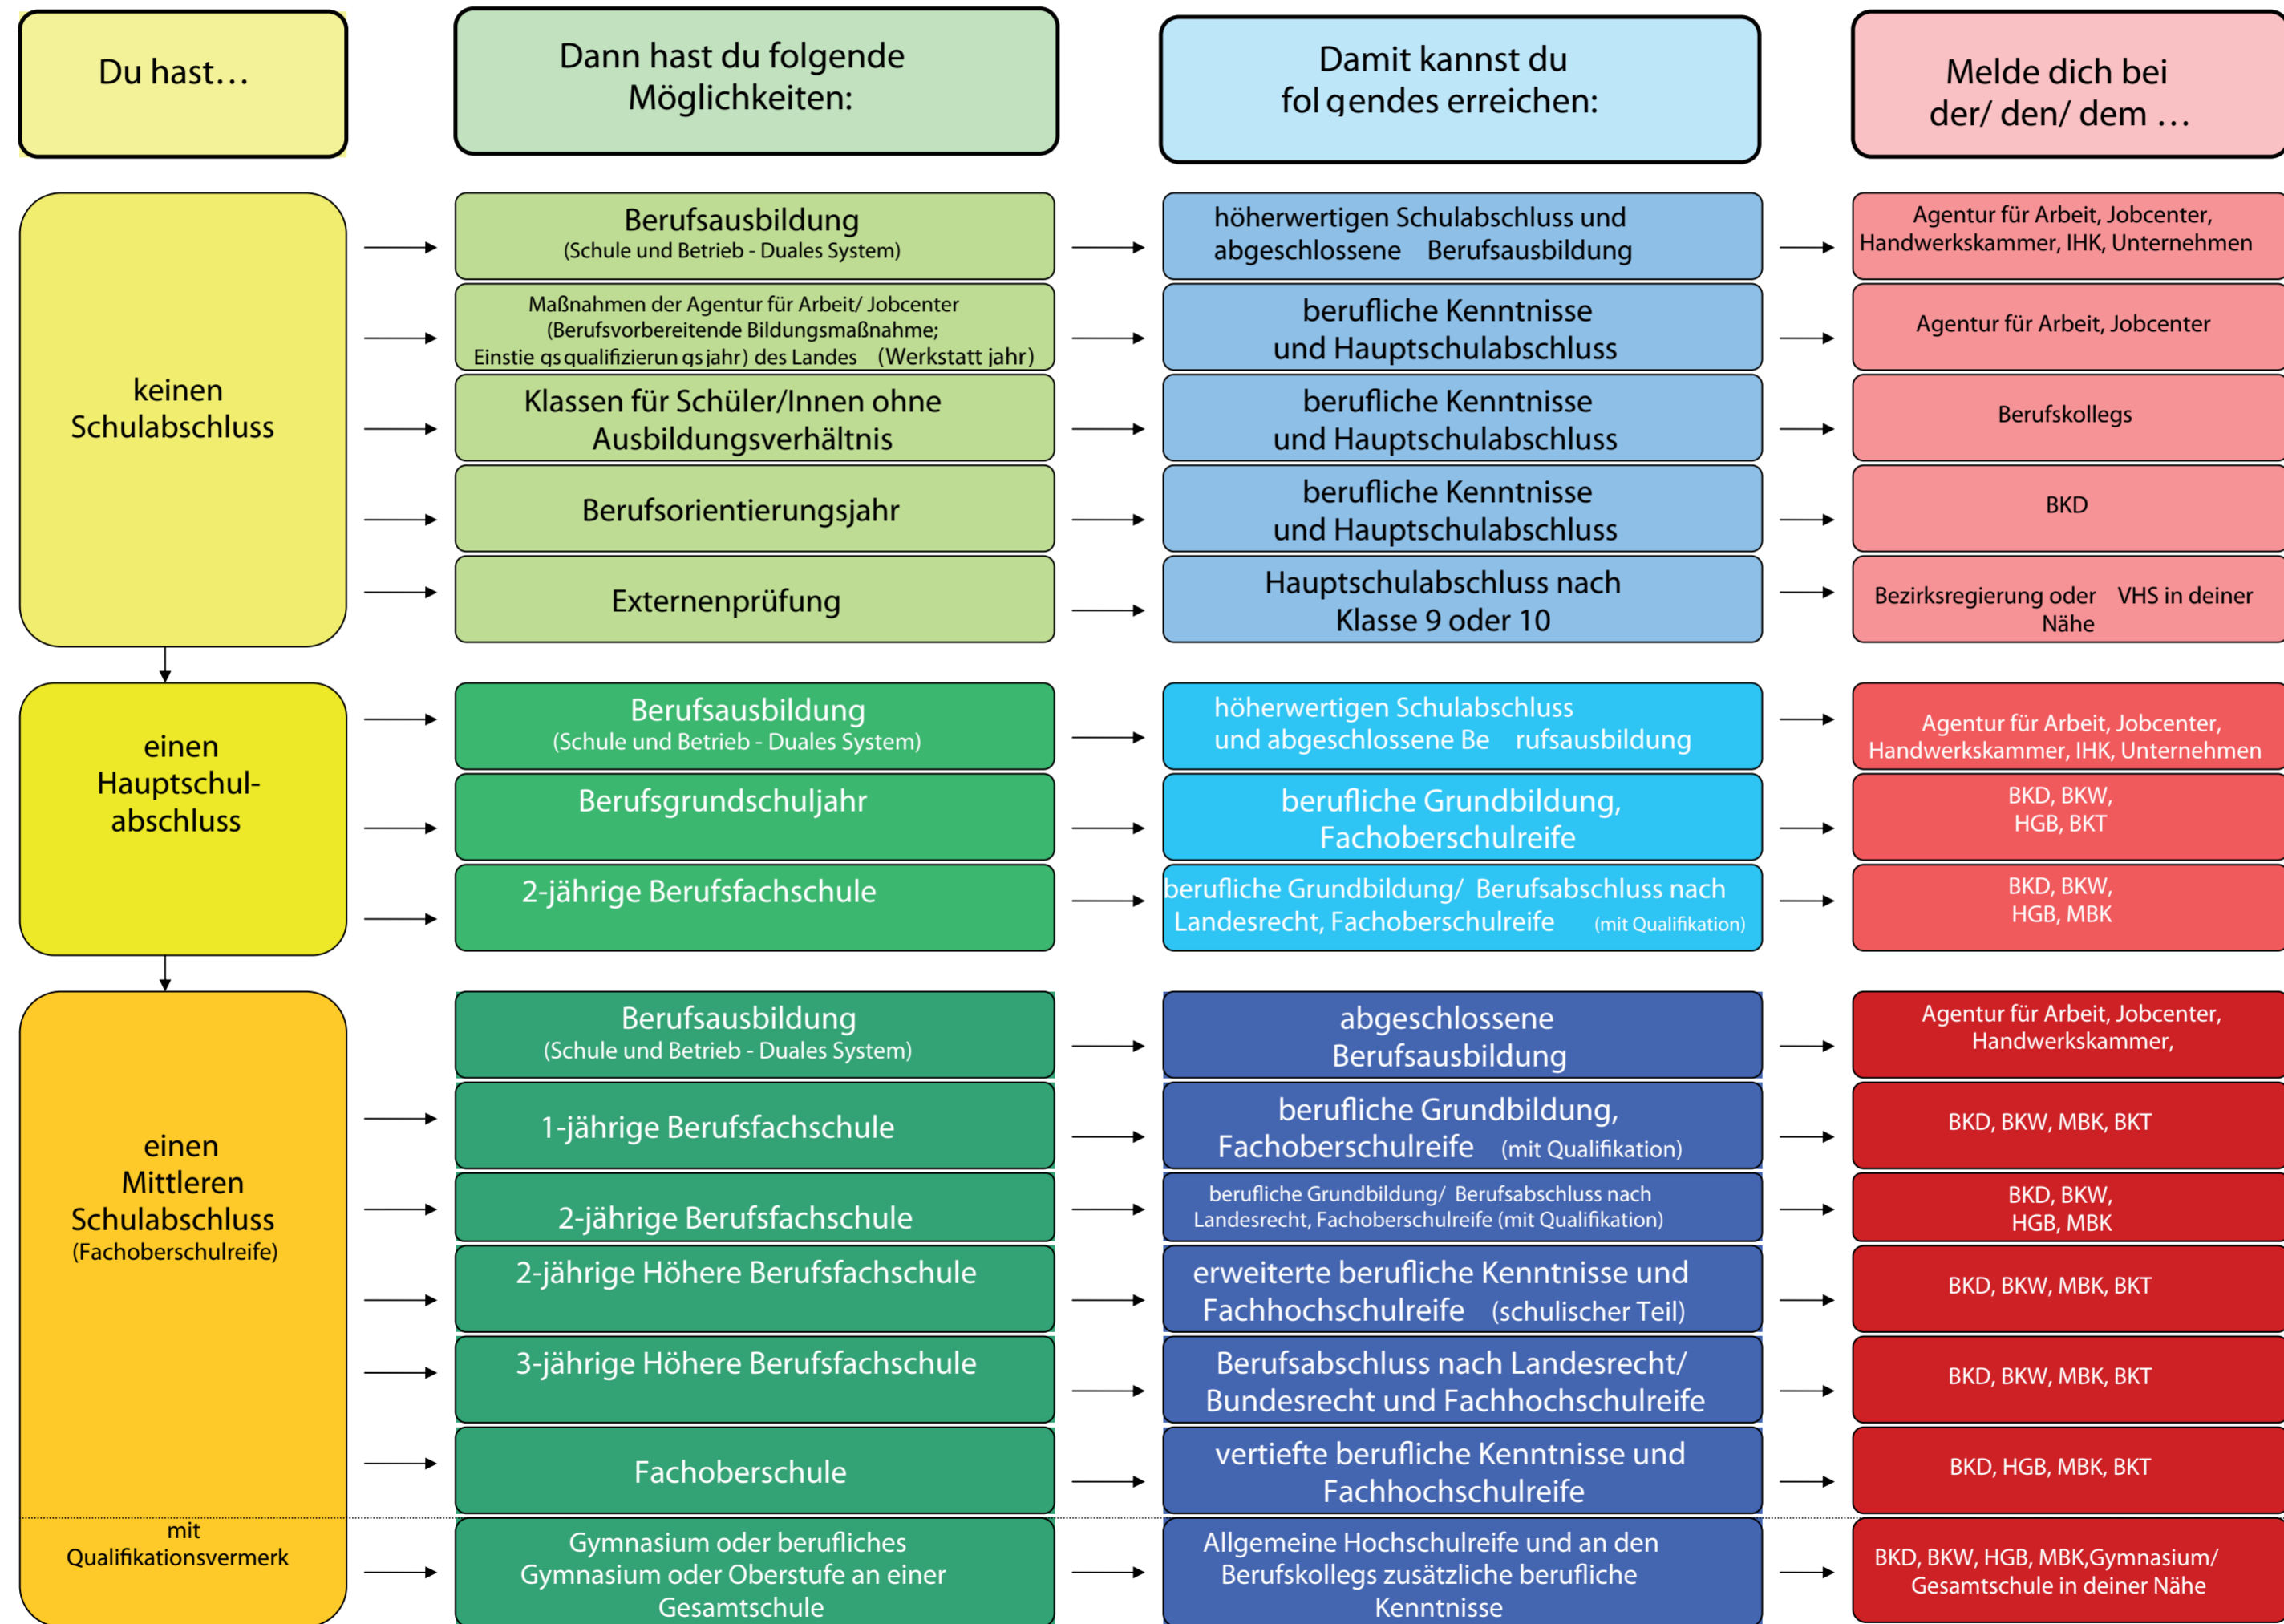 Du hast…
Dann hast du folgende
Möglichkeiten:
Damit kannst du
fol gendes erreichen:
Melde dich bei
der/ den/ dem …
keinen
Schulabschluss
Berufsausbildung
(Schule und Betrieb - Duales System)
höherwertigen Schulabschluss und
abgeschlossene Berufsausbildung
Agentur für Arbeit, Jobcenter,
Handwerkskammer, IHK, Unternehmen
Maßnahmen der Agentur für Arbeit/ Jobcenter
(Berufsvorbereitende Bildungsmaßnahme;
Einstie gs qualifizierun gs jahr) des Landes (Werkstatt jahr)
berufliche Kenntnisse
und Hauptschulabschluss
Agentur für Arbeit, Jobcenter
Klassen für Schüler/Innen ohne
Ausbildungsverhältnis
berufliche Kenntnisse
und Hauptschulabschluss
Berufskollegs
Berufsorientierungsjahr
berufliche Kenntnisse
und Hauptschulabschluss
BKD
Externenprüfung
Hauptschulabschluss nach
Klasse 9 oder 10
Bezirksregierung oder VHS in deiner
Nähe
einen
Hauptschul-
abschluss
Berufsausbildung
(Schule und Betrieb - Duales System)
höherwertigen Schulabschluss
und abgeschlossene Be rufsausbildung
Agentur für Arbeit, Jobcenter,
Handwerkskammer, IHK, Unternehmen
Berufsgrundschuljahr
berufliche Grundbildung,
Fachoberschulreife
BKD, BKW,
HGB, BKT
2-jährige Berufsfachschule
berufliche Grundbildung/ Berufsabschluss nach
Landesrecht, Fachoberschulreife (mit Qualifikation)
BKD, BKW,
HGB, MBK
einen
Mittleren
Schulabschluss
(Fachoberschulreife)
Berufsausbildung
(Schule und Betrieb - Duales System)
abgeschlossene
Berufsausbildung
Agentur für Arbeit, Jobcenter,
Handwerkskammer,
1-jährige Berufsfachschule
berufliche Grundbildung,
Fachoberschulreife (mit Qualifikation)
BKD, BKW, MBK, BKT
2-jährige Berufsfachschule
berufliche Grundbildung/ Berufsabschluss nach
Landesrecht, Fachoberschulreife (mit Qualifikation)
BKD, BKW,
HGB, MBK
2-jährige Höhere Berufsfachschule
erweiterte berufliche Kenntnisse und
Fachhochschulreife (schulischer Teil)
BKD, BKW, MBK, BKT
3-jährige Höhere Berufsfachschule
Berufsabschluss nach Landesrecht/
Bundesrecht und Fachhochschulreife
BKD, BKW, MBK, BKT
Fachoberschule
vertiefte berufliche Kenntnisse und
Fachhochschulreife
BKD, HGB, MBK, BKT
mit
Qualifikationsvermerk
Gymnasium oder berufliches
Gymnasium oder Oberstufe an einer
Gesamtschule
Allgemeine Hochschulreife und an den
Berufskollegs zusätzliche berufliche
Kenntnisse
BKD, BKW, HGB, MBK,Gymnasium/
Gesamtschule in deiner Nähe